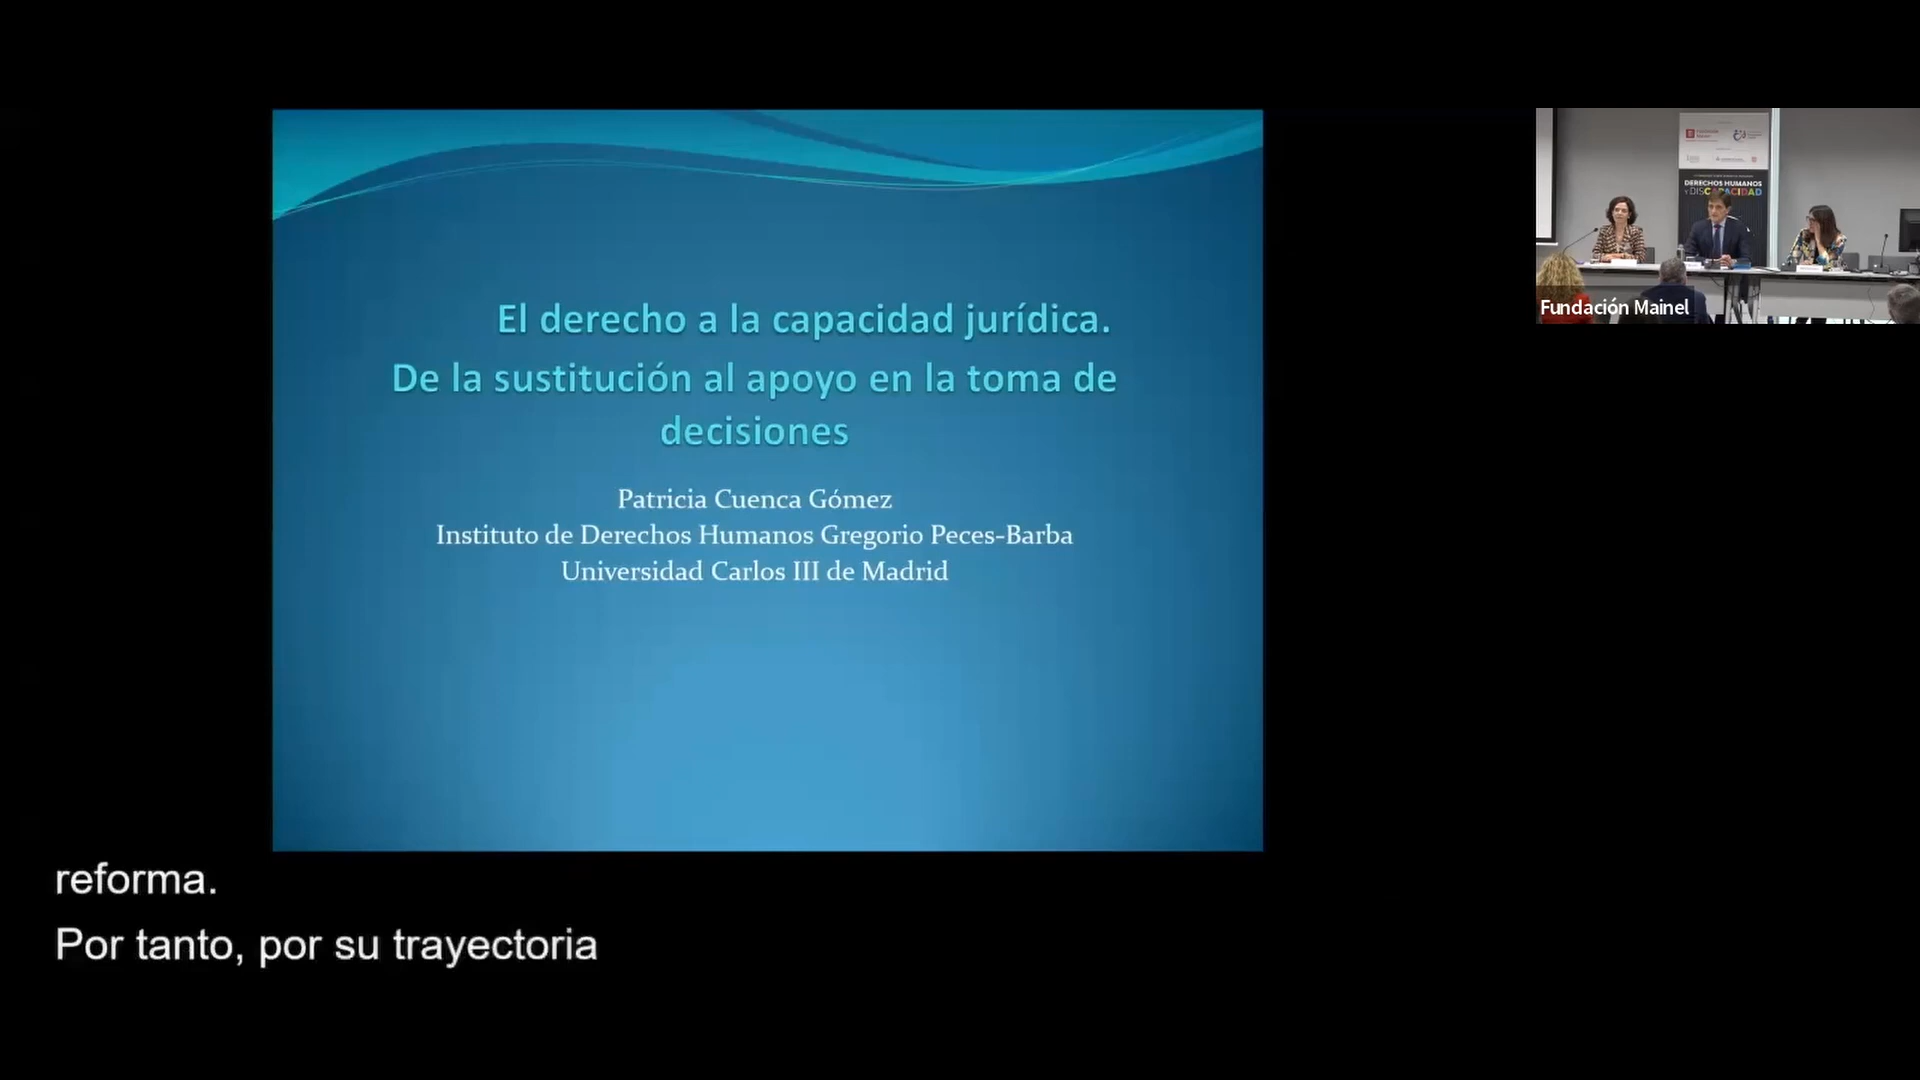 El derecho a la capacidad jurídica.
De la sustitución al apoyo en la toma de
decisiones
Patricia Cuenca Gómez
Instituto de Derechos Humanos Gregorio Peces-Barba
Universidad Carlos III de Madrid
DERECHOS HUMANOS
Y DISCAPACIDAD
Fundación Mainel
reforma.
Por tanto, por su trayectoria